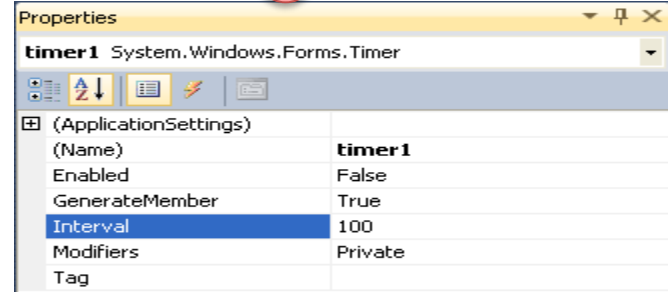 Properties
timer1 System.Windows.Forms.Timer
(ApplicationSettings)
(Name) timer1
Enabled False
GenerateMember True
Interval 100
Modifiers Private
Tag